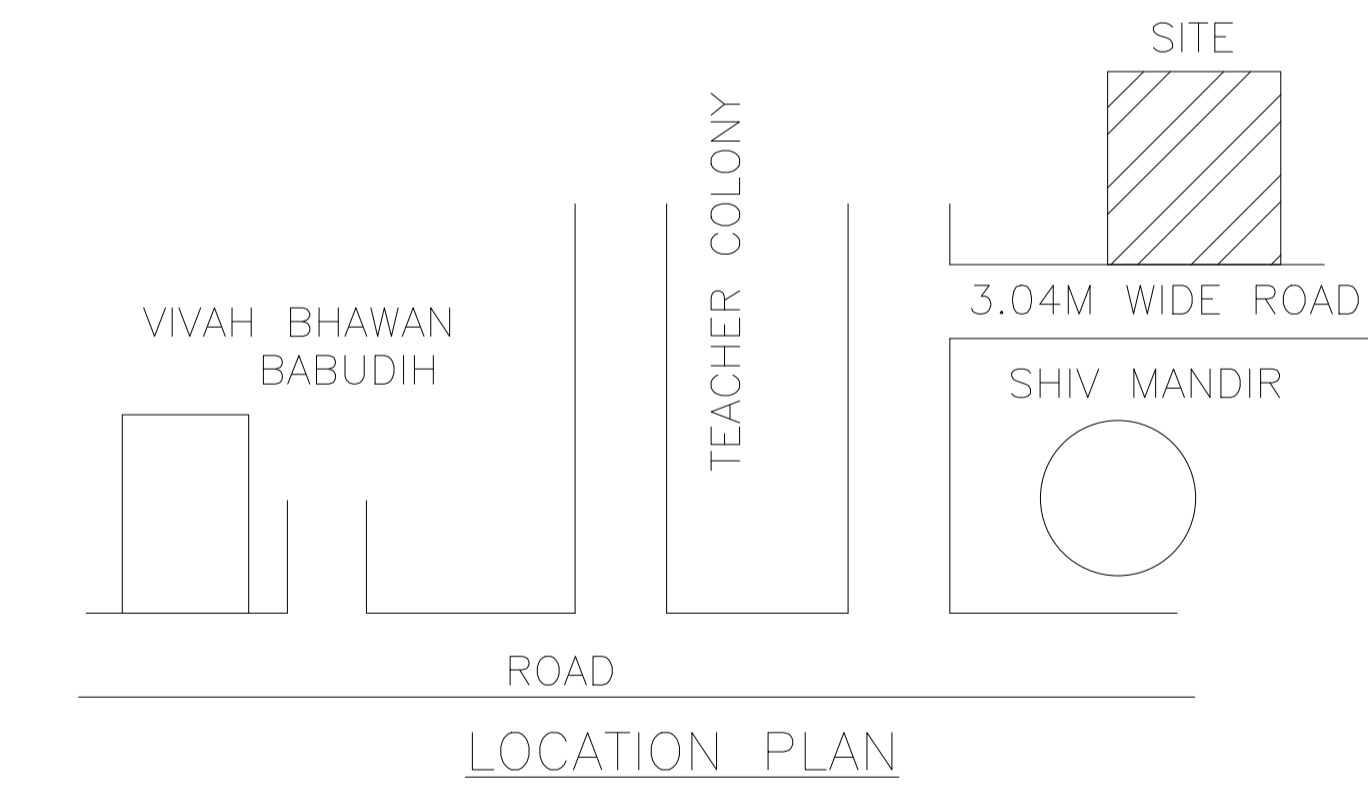 SITE
TEACHER COLONY
3.04M WIDE ROAD
VIVAH BHAWAN
BABUDIH
SHIV MANDIR
ROAD
LOCATION PLAN